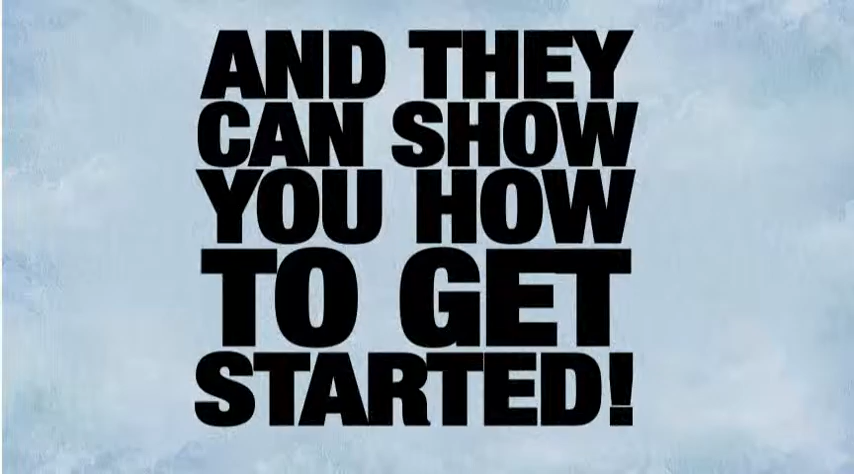 AND THEY
CAN SHOW
YOU HOW
TO GET
STARTED!